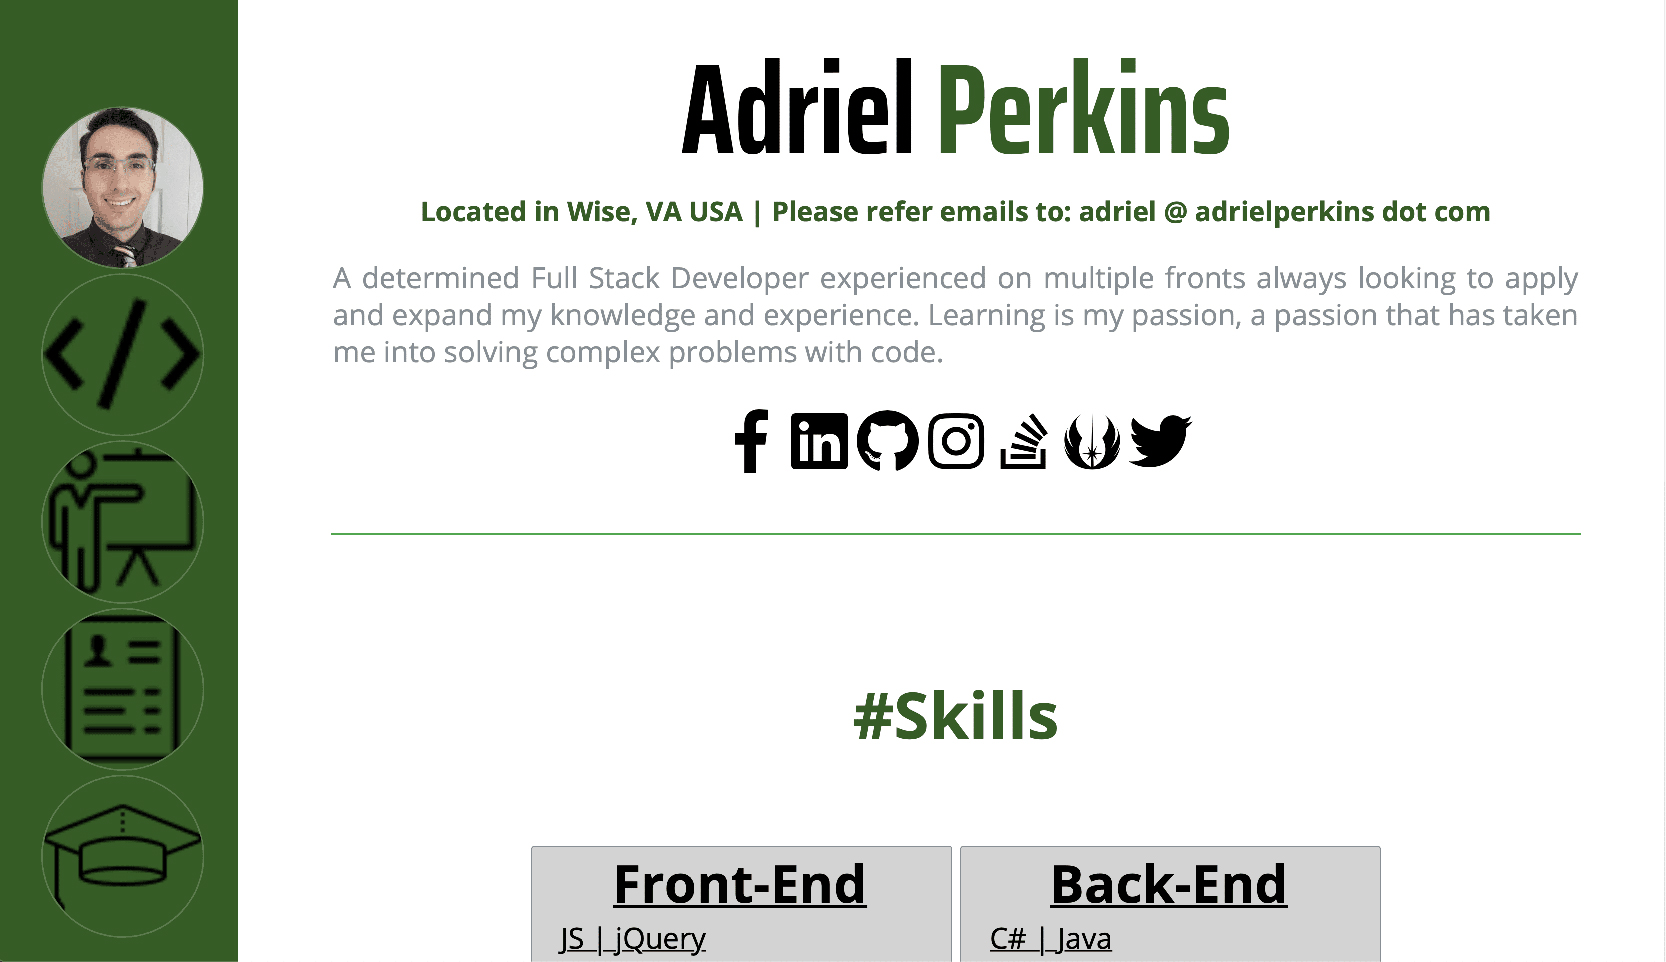 Adriel Perkins
Located in Wise, VA USA | Please refer emails to: adriel @ adrielperkins dot com
A determined Full Stack Developer experienced on multiple fronts always looking to apply
and expand my knowledge and experience. Learning is my passion, a passion that has taken
me into solving complex problems with code.
#Skills
Front-End
JS | jQuery
Back-End
C# | Java